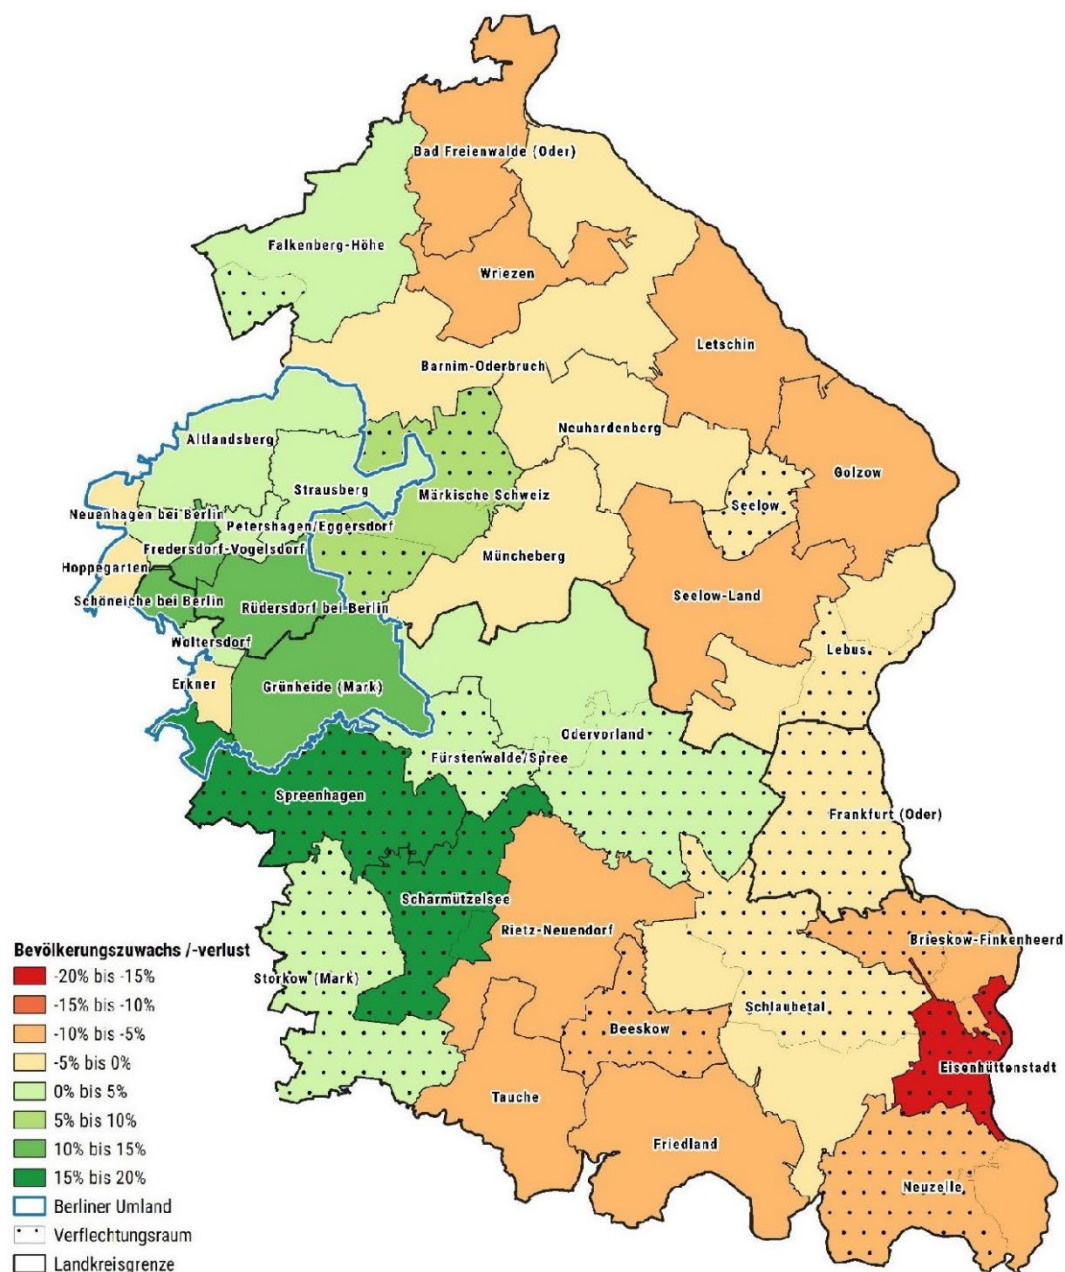 Bad Freienwalde (Oder)
Falkenberg-Höhe
Wriezen
Letschin
Barnim-Oderbruch
Neuhardenberg
Altlandsberg
Golzow
Strausberg
Märkische Schweiz
Seelow
Neuenhagen bei Berlin
Petershagen/Eggersdorf
Fredersdorf-Vogelsdorf
Müncheberg
Hoppegarten
Seelow-Land
Schöneiche bei Berlin
Rüdersdorf bei Berlin
Woltersdorf
Lebus
Erkner
Grünheide (Mark)
Odervorland
Fürstenwalde/Spree
Spreenhagen
Frankfurt (Oder)
Scharmützelsee
Rietz-Neuendorf
Brieskow-Finkenheerd
Storkow (Mark)
Schlaubetal
Beeskow
Eisenhüttenstadt
Tauche
Friedland
Neuzelle
Bevölkerungszuwachs /-verlust
-20% bis -15%
-15% bis -10%
-10% bis -5%
-5% bis 0%
0% bis 5%
5% bis 10%
10% bis 15%
15% bis 20%
Berliner Umland
Verflechtungsraum
Landkreisgrenze